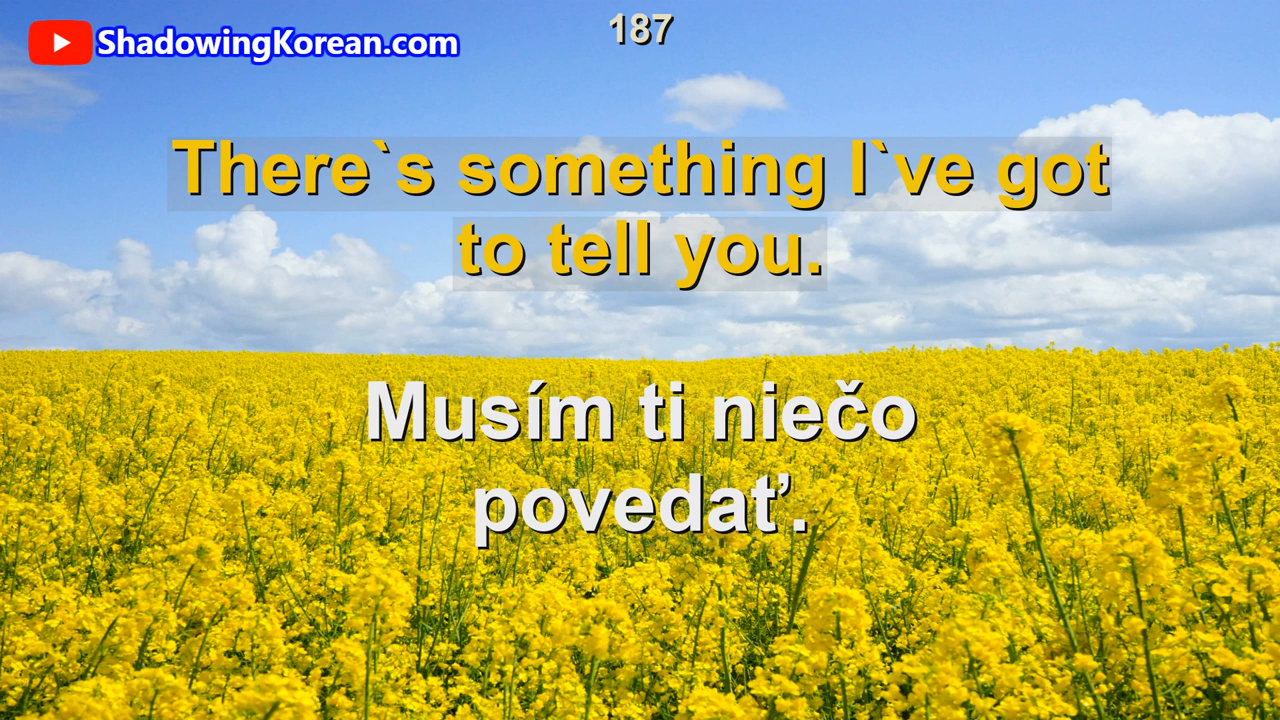 ShadowingKorean.com
187
There`s something I`ve got
to tell you.
Musím ti niečo
povedať.